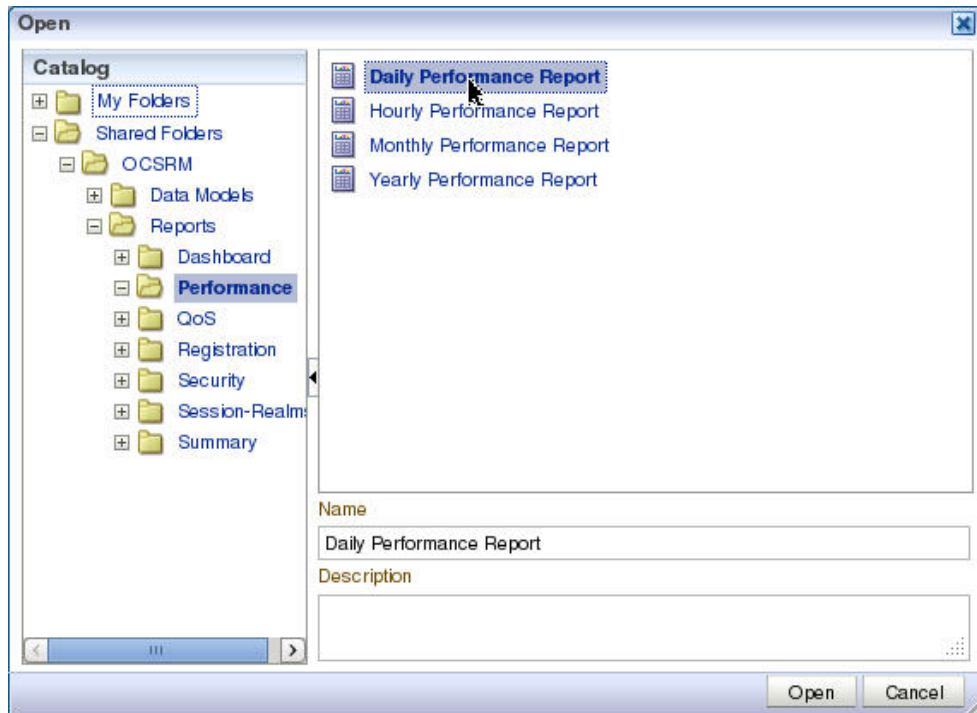 Open
Catalog
My Folders
Shared Folders
OCSRM
Data Models
Reports
Dashboard
Performance
QoS
Registration
Security
Session-Realms
Summary
Daily Performance Report
Hourly Performance Report
Monthly Performance Report
Yearly Performance Report
Name
Daily Performance Report
Description
Open
Cancel